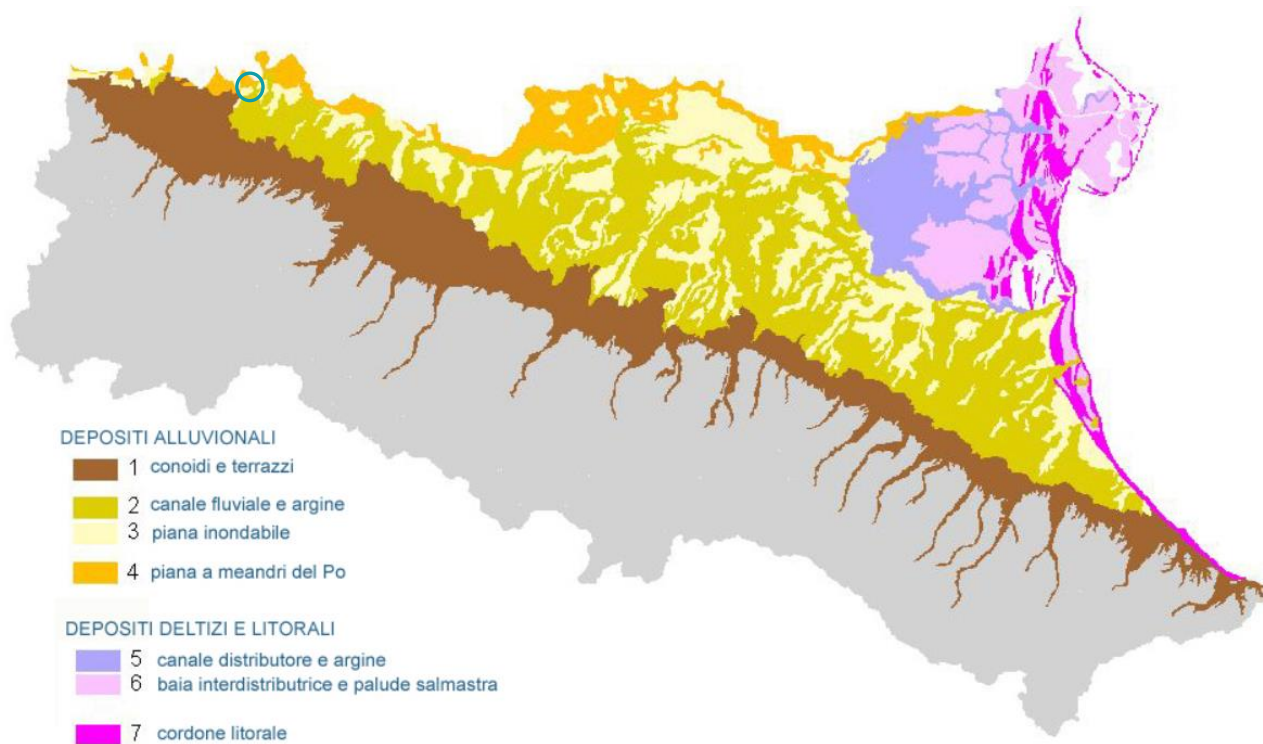 DEPOSITI ALLUVIONALI
1 conoidi e terrazzi
2 canale fluviale e argine
3 piana inondabile
4 piana a meandri del Po
DEPOSITI DELTIZI E LITORALI
5 canale distributore e argine
6 baia interdistributrice e palude salmastra
7 cordone litorale